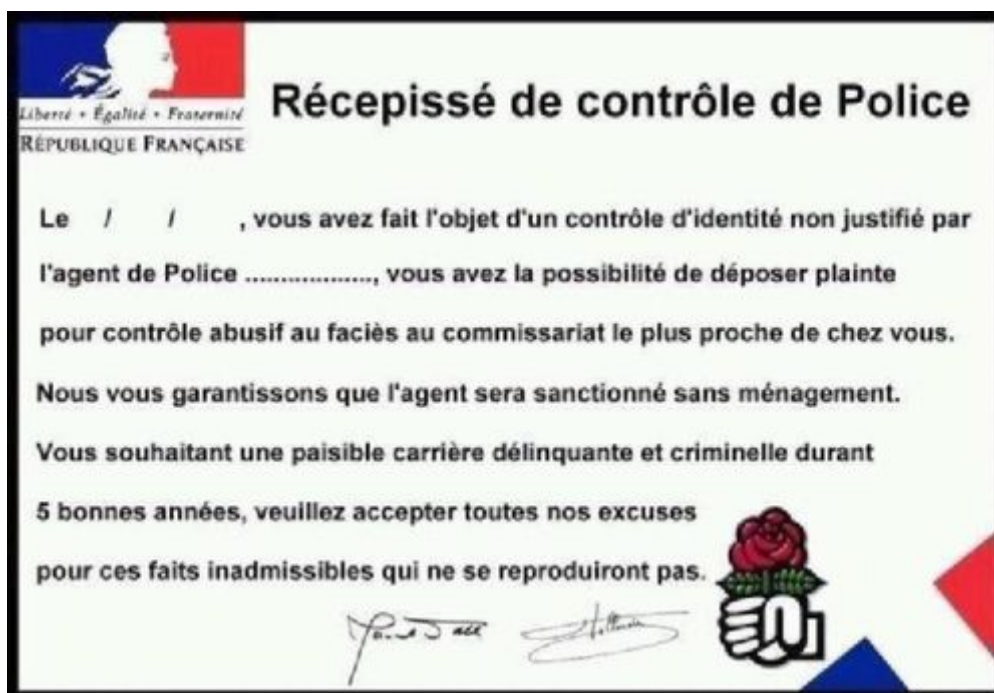 Liberté • Égalité • Fraternité
RÉPUBLIQUE FRANÇAISE
Récepissé de contrôle de Police
Le / / , vous avez fait l'objet d'un contrôle d'identité non justifié par
l'agent de Police ..................., vous avez la possibilité de déposer plainte
pour contrôle abusif au faciès au commissariat le plus proche de chez vous.
Nous vous garantissons que l'agent sera sanctionné sans ménagement.
Vous souhaitant une paisible carrière délinquante et criminelle durant
5 bonnes années, veuillez accepter toutes nos excuses
pour ces faits inadmissibles qui ne se reproduiront pas.